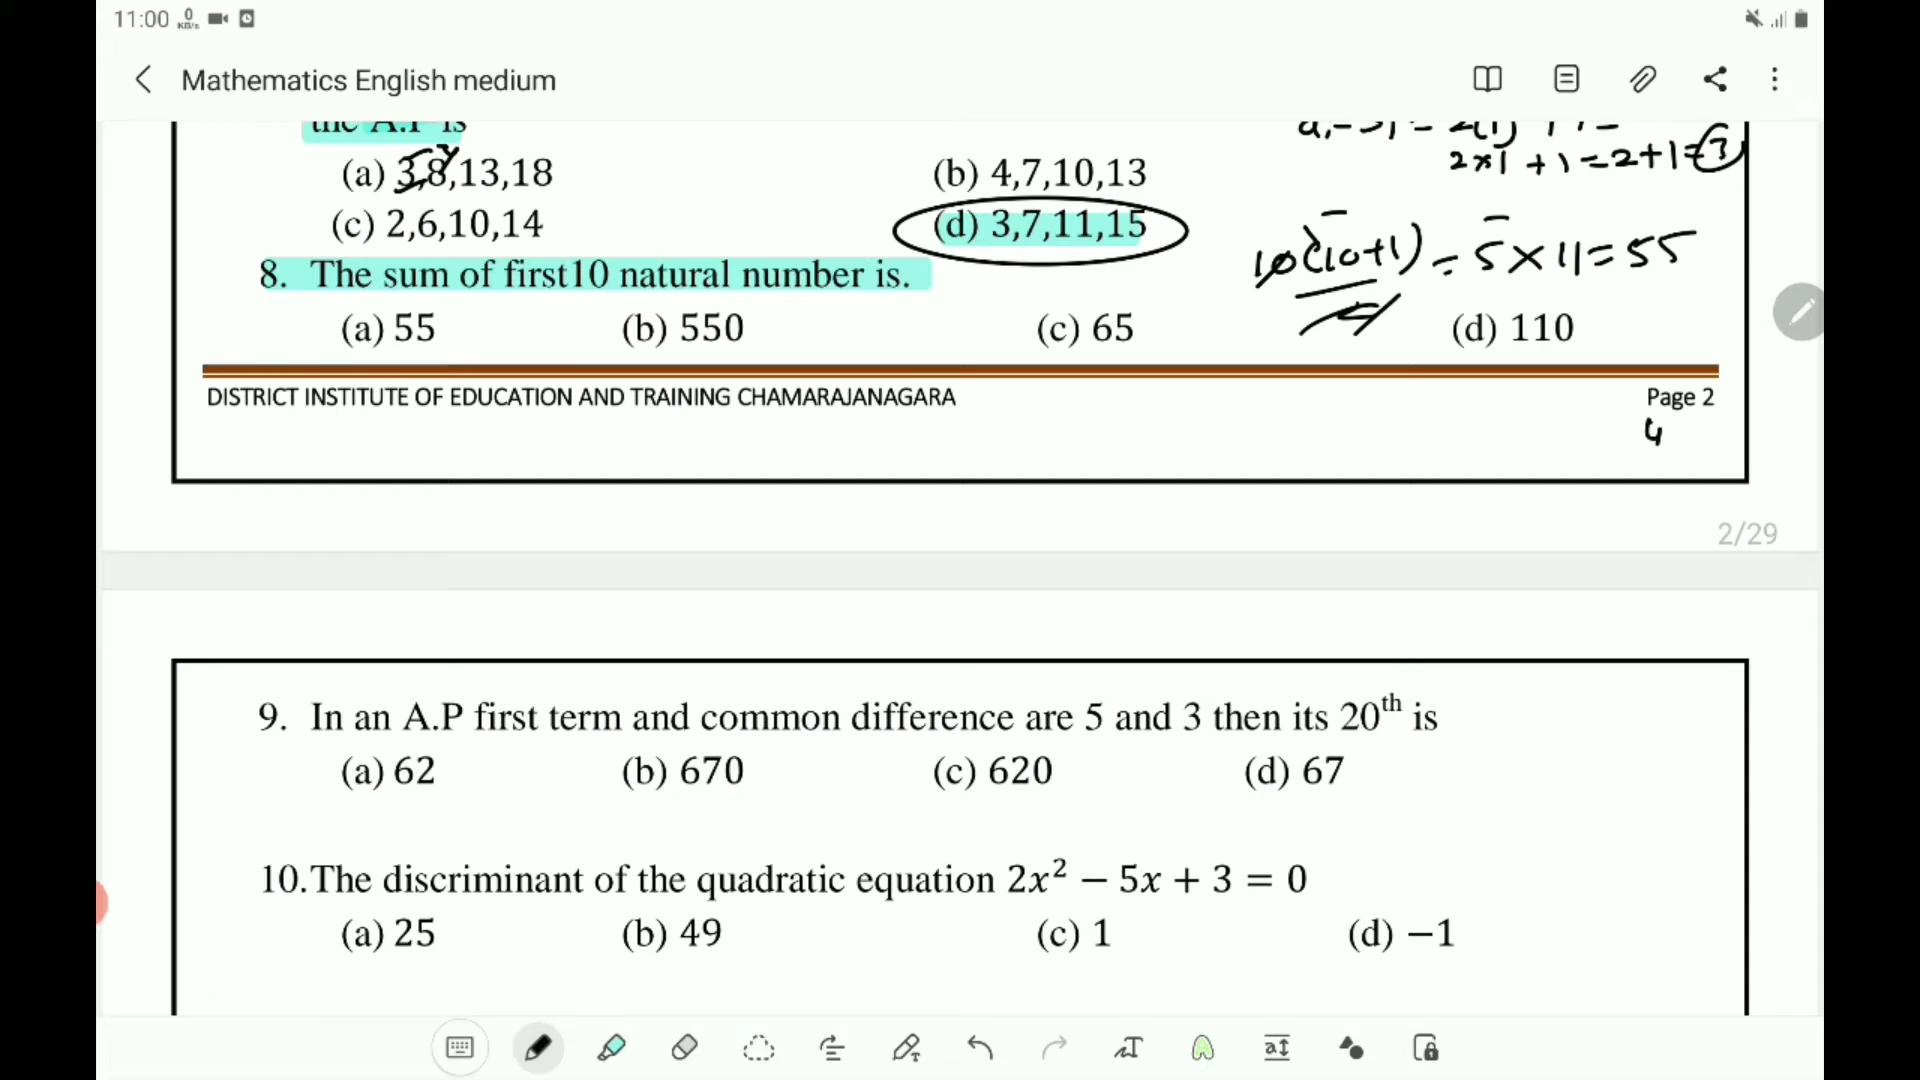 11:00 0 KB/s
Mathematics English medium
the A.P is
2×1 + 1 = 2+1 = 3
(a) 3,8,13,18 (b) 4,7,10,13
(c) 2,6,10,14 (d) 3,7,11,15
10(10+1) = 5×11=55
8. The sum of first10 natural number is.
(a) 55 (b) 550 (c) 65 (d) 110
DISTRICT INSTITUTE OF EDUCATION AND TRAINING CHAMARAJANAGARA Page 2
4
2/29
9. In an A.P first term and common difference are 5 and 3 then its 20th is
(a) 62 (b) 670 (c) 620 (d) 67
10.The discriminant of the quadratic equation 2x² − 5x + 3 = 0
(a) 25 (b) 49 (c) 1 (d) −1